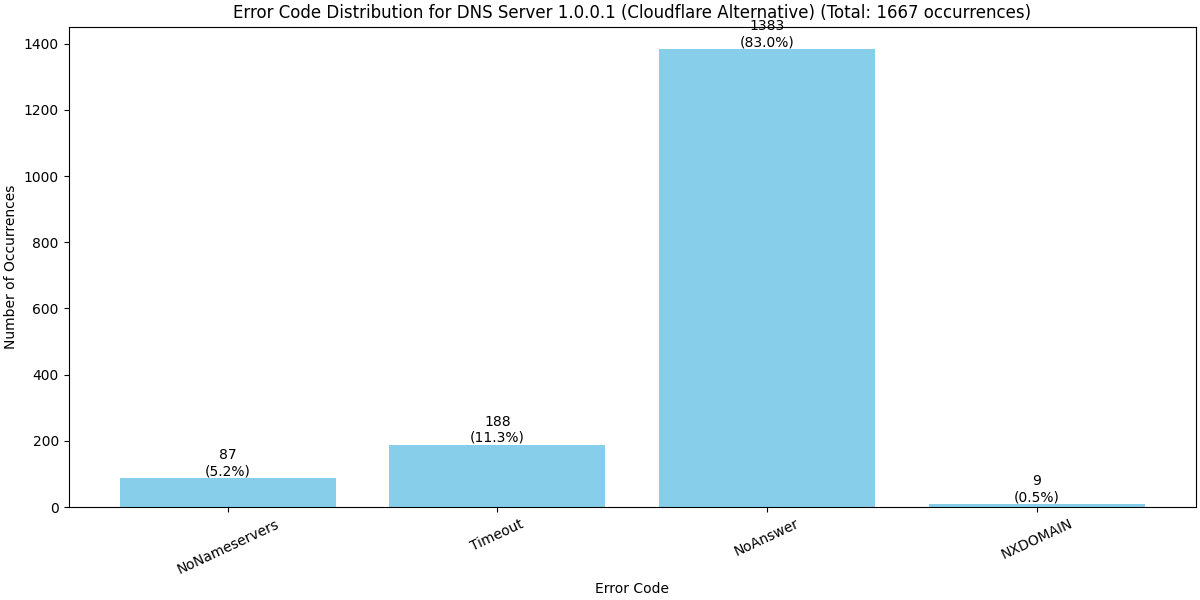 Error Code Distribution for DNS Server 1.0.0.1 (Cloudflare Alternative) (Total: 1667 occurrences)
Number of Occurrences
1400
1200
1000
800
600
400
200
0
87
(5.2%)
188
(11.3%)
1383
(83.0%)
9
(0.5%)
NoNameservers
Timeout
NoAnswer
NXDOMAIN
Error Code